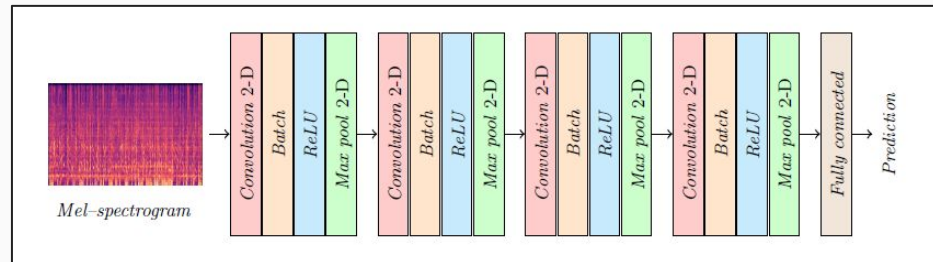 Mel–spectrogram
Convolution 2-D
Batch
ReLU
Max pool 2-D
Convolution 2-D
Batch
ReLU
Max pool 2-D
Convolution 2-D
Batch
ReLU
Max pool 2-D
Convolution 2-D
Batch
ReLU
Max pool 2-D
Fully connected
Prediction